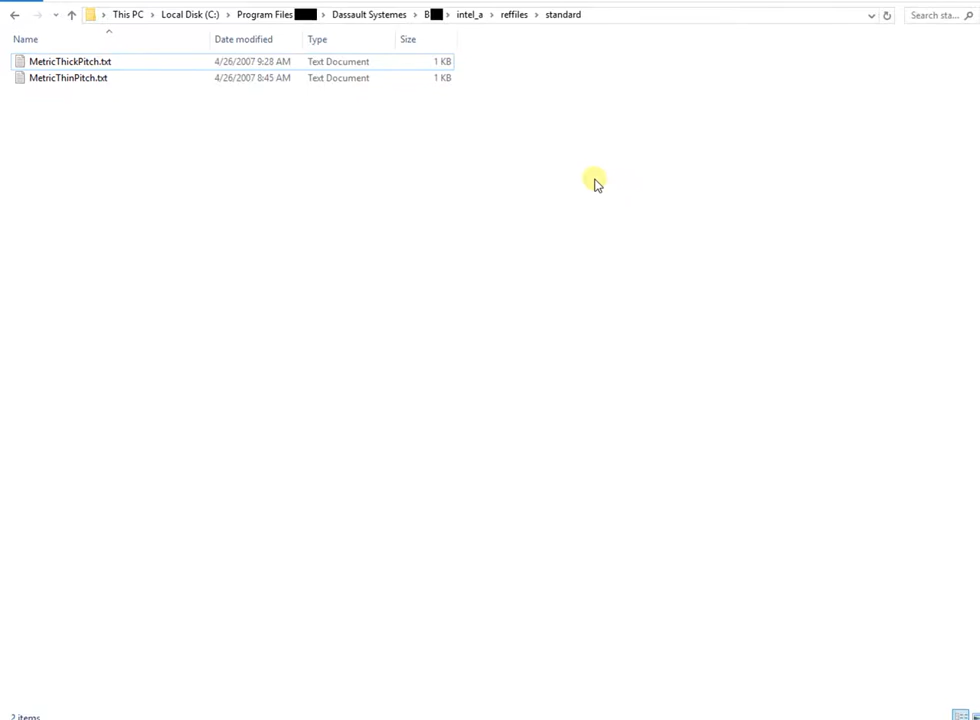 This PC > Local Disk (C:) > Program Files > Dassault Systemes > B > intel_a > reffiles > standard
Search sta...
Name Date modified Type Size
MetricThickPitch.txt 4/26/2007 9:28 AM Text Document 1 KB
MetricThinPitch.txt 4/26/2007 8:45 AM Text Document 1 KB
2 items